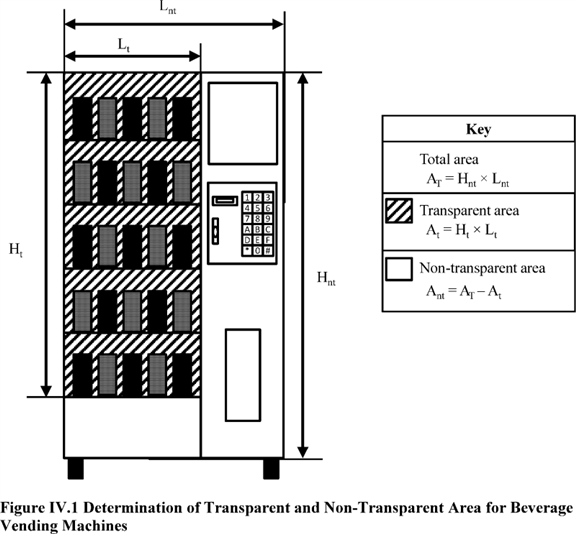 Lnt
Lt
Ht
Hnt
1 2 3
4 5 6
7 8 9
A B C
D E F
* 0 #
Key
Total area
AT = Hnt × Lnt
Transparent area
At = Ht × Lt
Non-transparent area
Ant = AT – At
Figure IV.1 Determination of Transparent and Non-Transparent Area for Beverage
Vending Machines